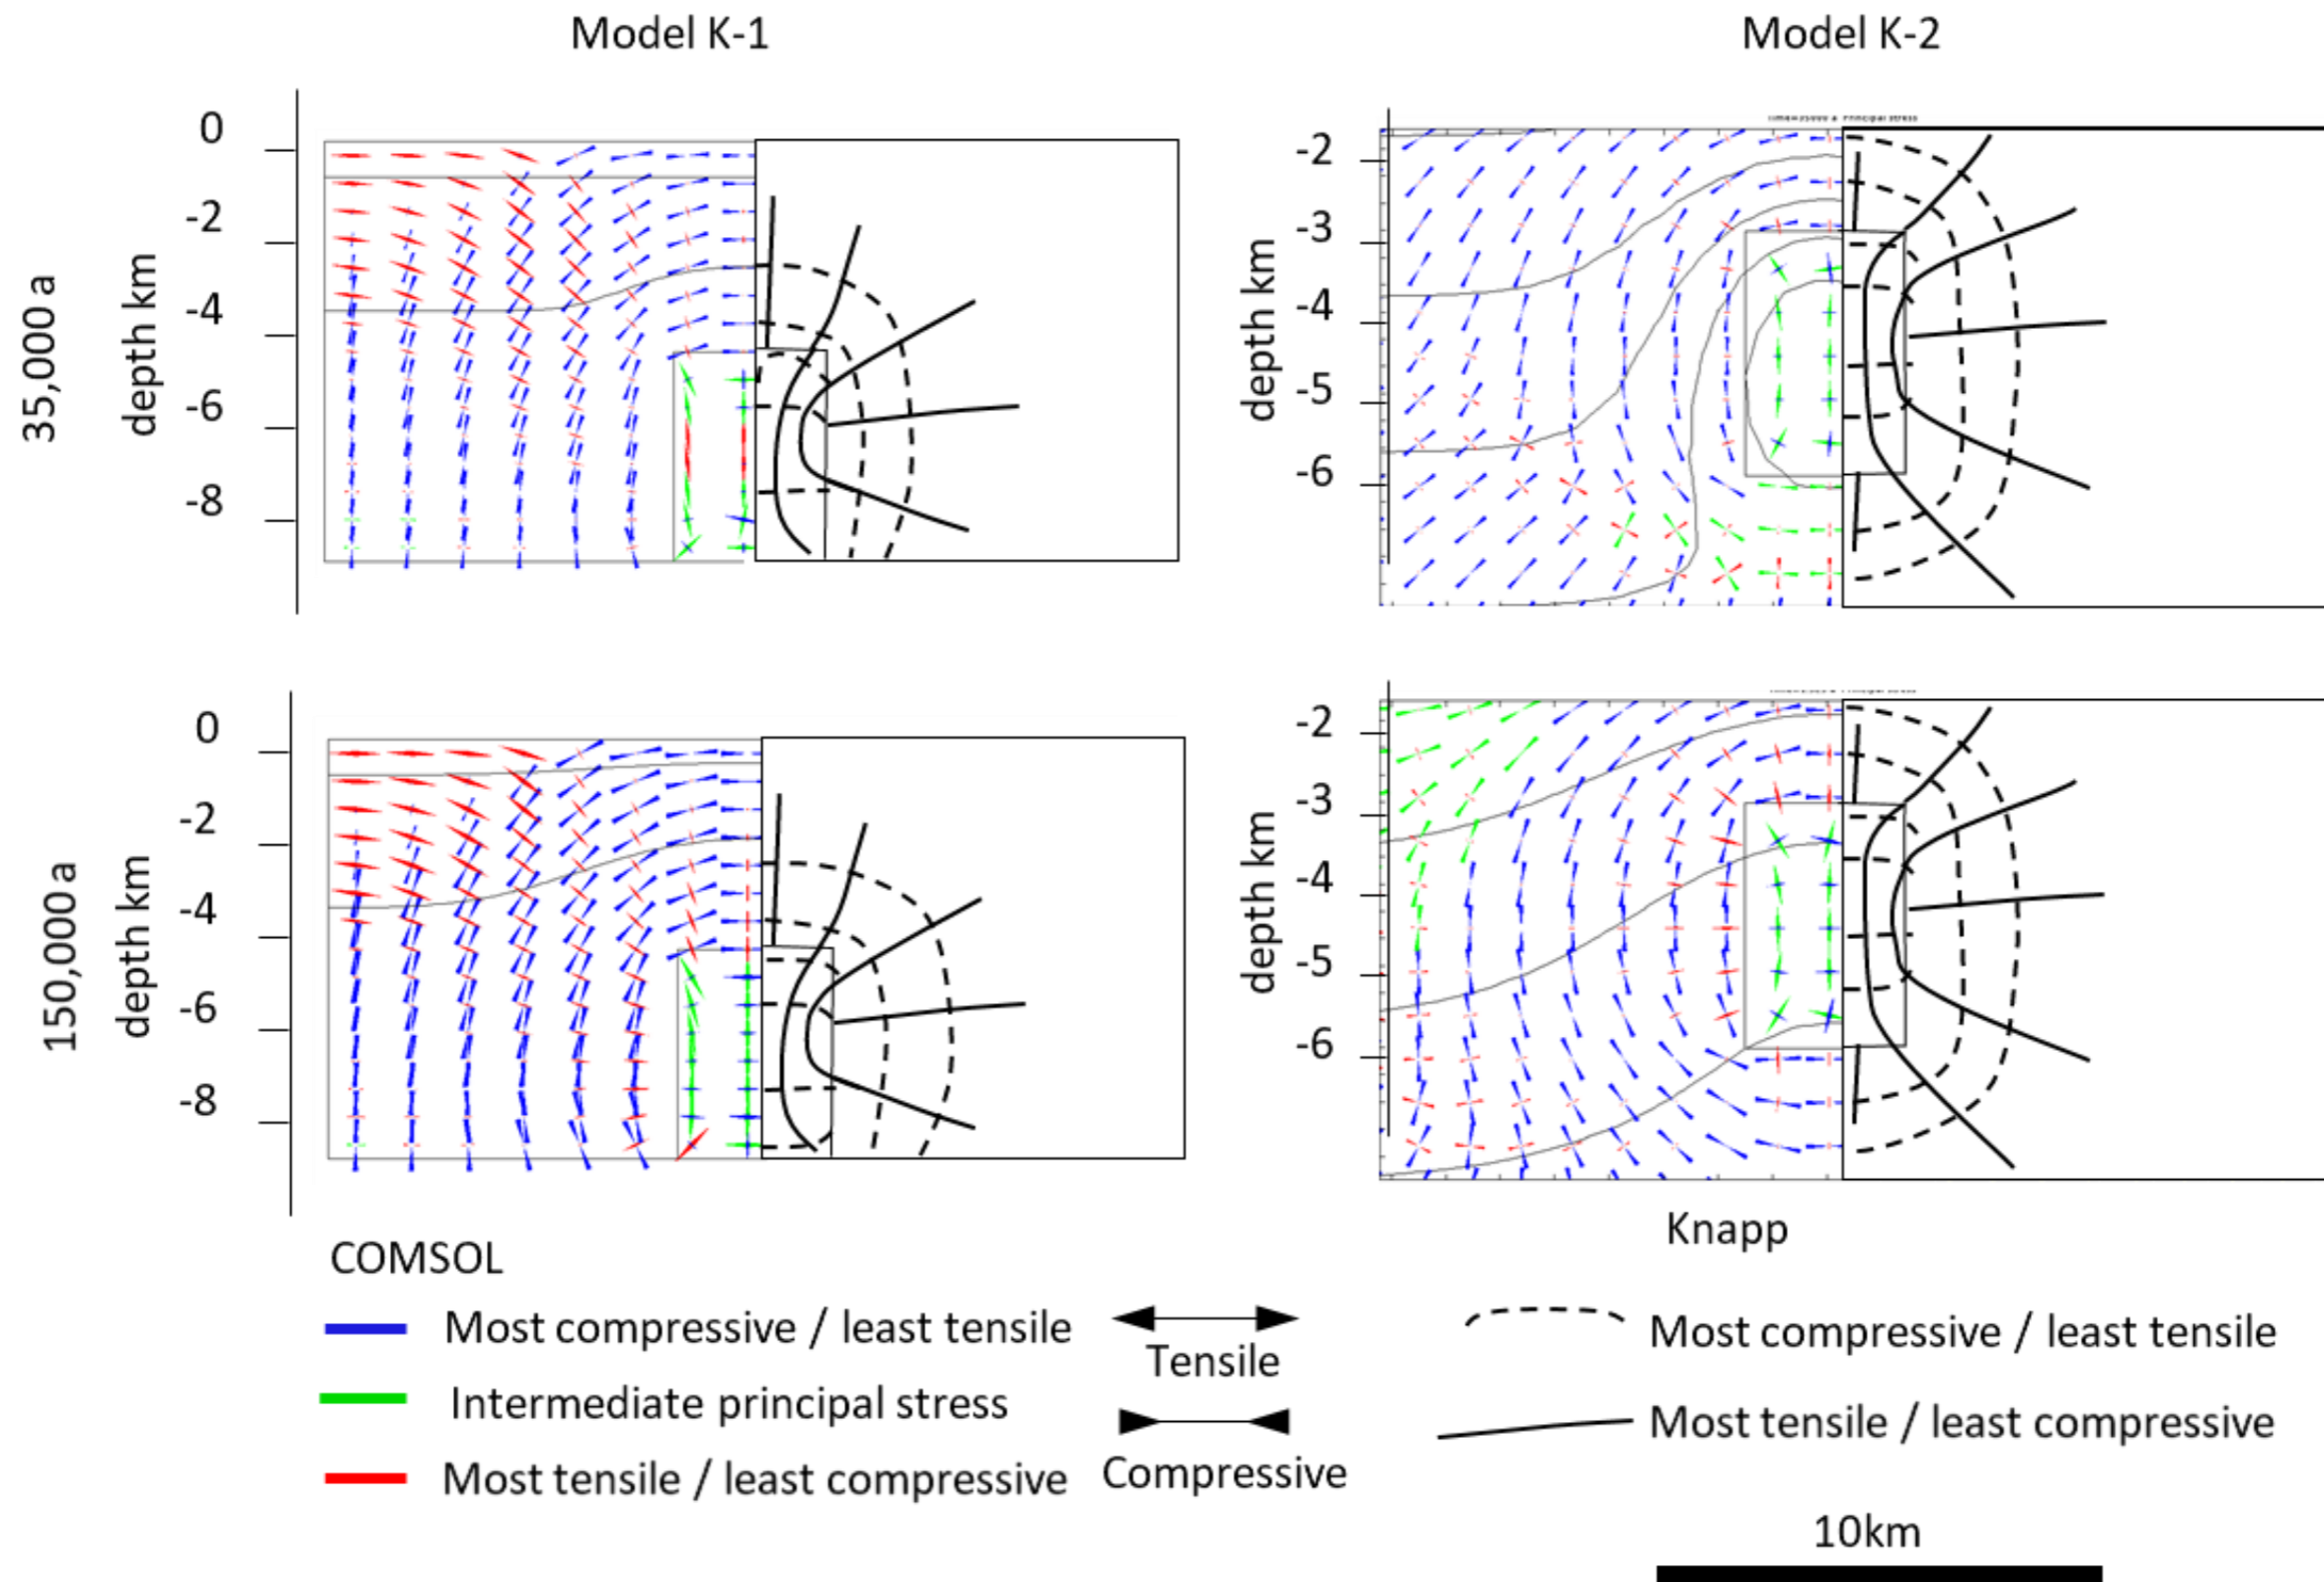 Model K-1
Model K-2
35,000 a
depth km
0
-2
-4
-6
-8
depth km
-2
-3
-4
-5
-6
150,000 a
depth km
0
-2
-4
-6
-8
depth km
-2
-3
-4
-5
-6
COMSOL
Most compressive / least tensile
Intermediate principal stress
Most tensile / least compressive
Tensile
Compressive
Knapp
Most compressive / least tensile
Most tensile / least compressive
10km